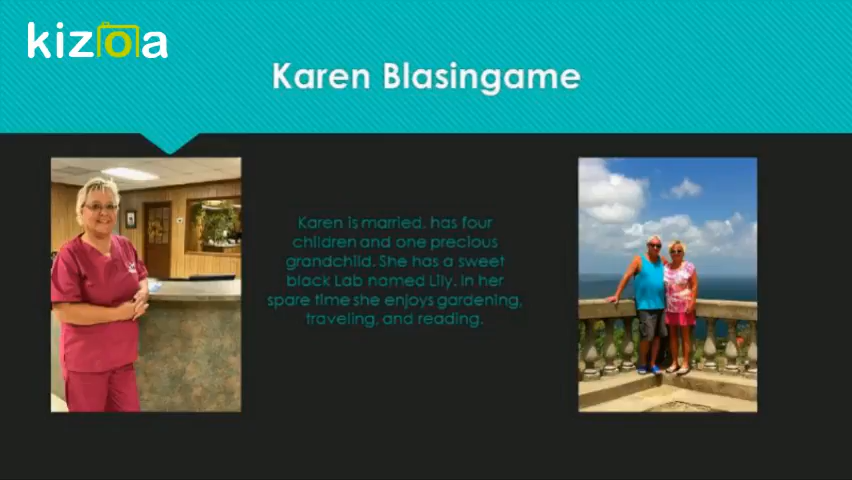 kizoa
Karen Blasingame
Karen is married, has four
children and one precious
grandchild. She has a sweet
black Lab named Lily. In her
spare time she enjoys gardening,
traveling, and reading.